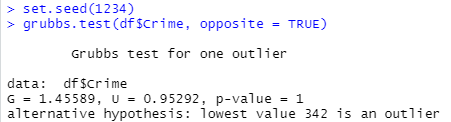 > set.seed(1234)
> grubbs.test(df$Crime, opposite = TRUE)
Grubbs test for one outlier
data: df$Crime
G = 1.45589, U = 0.95292, p-value = 1
alternative hypothesis: lowest value 342 is an outlier